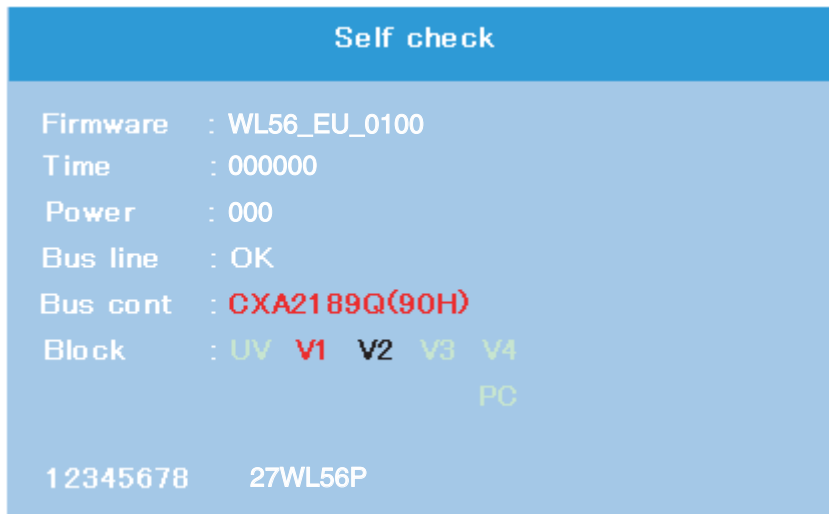 Self check
Firmware : WL56_EU_0100
Time : 000000
Power : 000
Bus line : OK
Bus cont : CXA2189Q(90H)
Block : UV V1 V2 V3 V4
PC
12345678 27WL56P